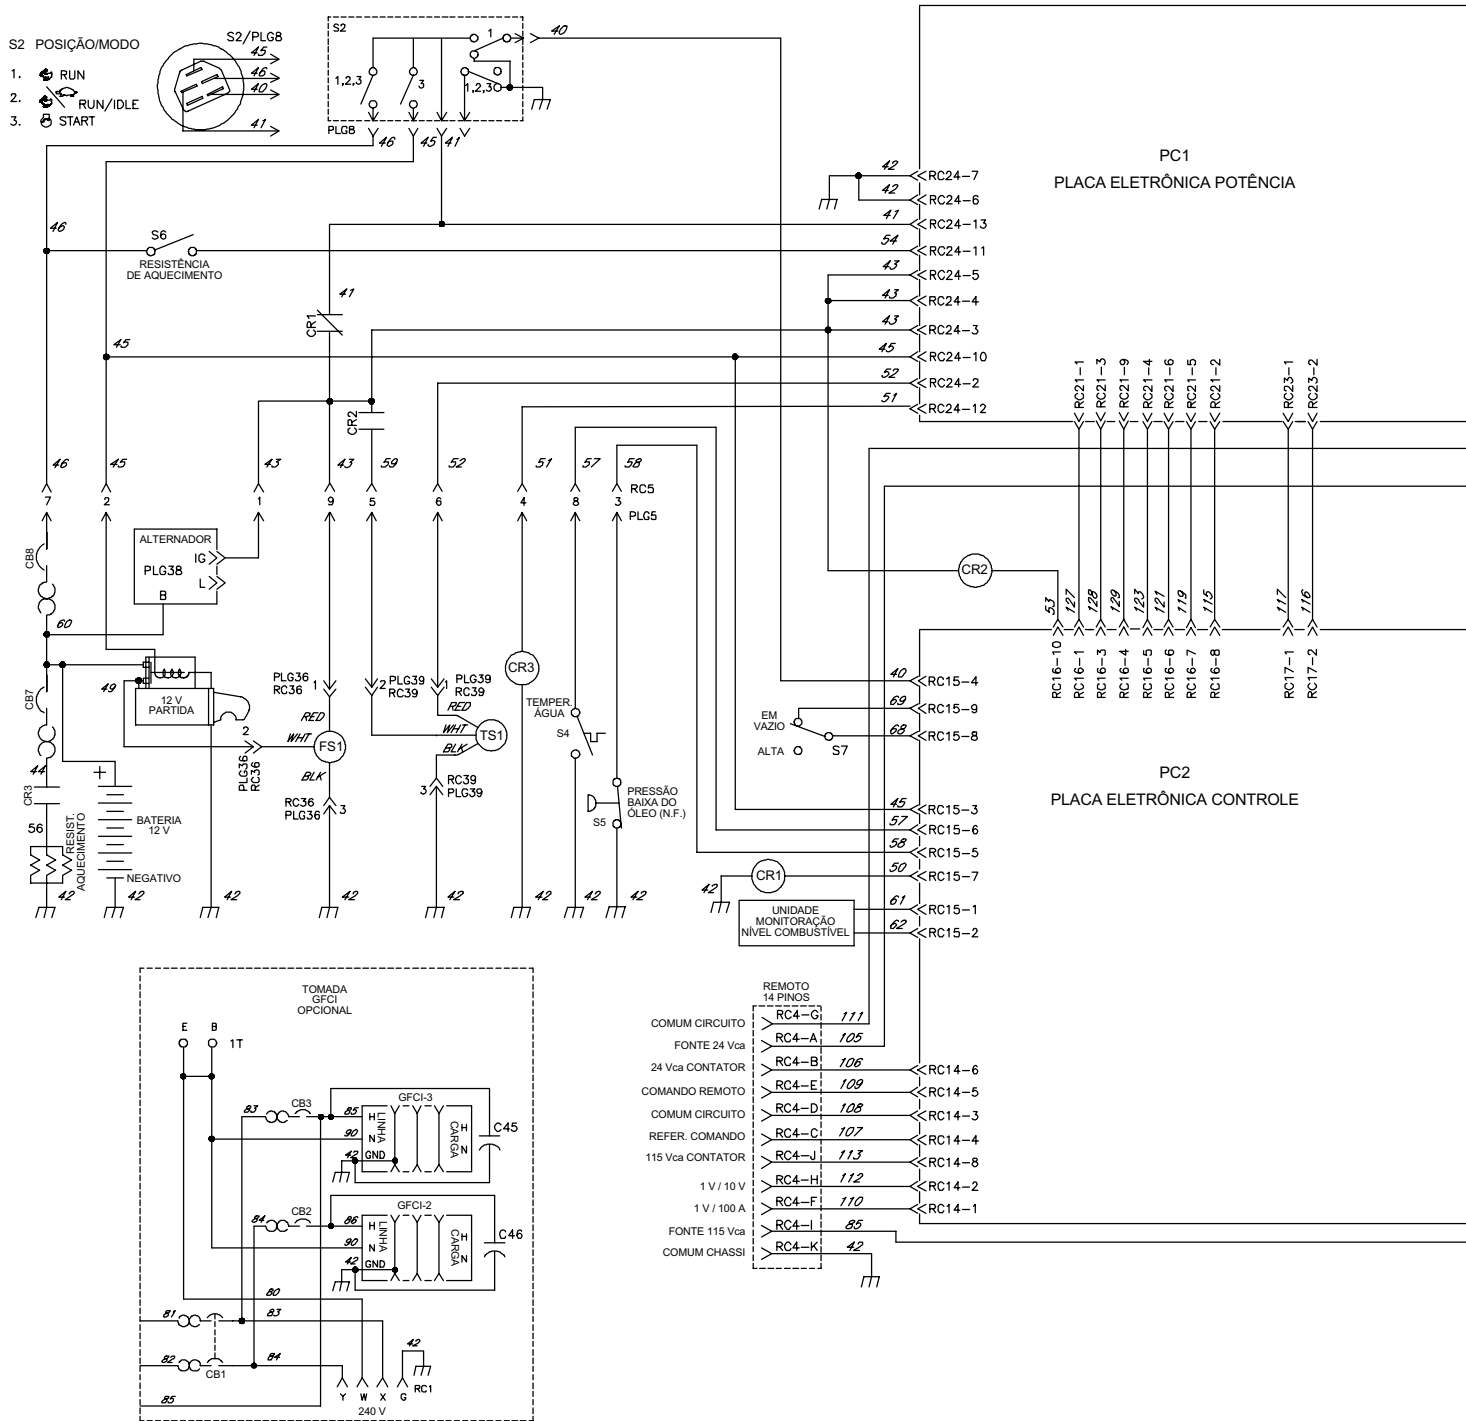 S2 POSIÇÃO/MODO
1. RUN
2. RUN/IDLE
3. START
S2/PLG8
45
46
40
41
S2
1
40
1,2,3
3
1,2,3
PLG8
46
45
41
PC1
PLACA ELETRÔNICA POTÊNCIA
42 RC24-7
42 RC24-6
41 RC24-13
54 RC24-11
43 RC24-5
43 RC24-4
43 RC24-3
45 RC24-10
52 RC24-2
51 RC24-12
46
S6
RESISTÊNCIA
DE AQUECIMENTO
41
CR1
45
CR2
RC21-1
RC21-3
RC21-9
RC21-4
RC21-6
RC21-5
RC21-2
RC23-1
RC23-2
46
45
43
43
59
52
51
57
58
7
2
1
9
5
6
4
8
3
RC5
PLG5
CB8
ALTERNADOR
PLG38
IG
L
B
60
CR2
53
127
128
129
123
121
119
115
117
116
RC16-10
RC16-1
RC16-3
RC16-4
RC16-5
RC16-6
RC16-7
RC16-8
RC17-1
RC17-2
CB7
49
12 V
PARTIDA
2
PLG36
RC36
PLG36
RC36
1
RED
WHT
FS1
BLK
RC36
PLG36
3
2
PLG39
RC39
1
PLG39
RC39
RED
WHT
TS1
BLK
3
RC39
PLG39
CR3
TEMPER.
ÁGUA
S4
PRESSÃO
BAIXA DO
ÓLEO (N.F.)
S5
EM
VAZIO
ALTA
S7
40 RC15-4
69 RC15-9
68 RC15-8
PC2
PLACA ELETRÔNICA CONTROLE
45 RC15-3
57 RC15-6
58 RC15-5
50 RC15-7
61 RC15-1
62 RC15-2
CR1
42
UNIDADE
MONITORAÇÃO
NÍVEL COMBUSTÍVEL
44
CR3
56
RESIST.
AQUECIMENTO
+
BATERIA
12 V
NEGATIVO
42
42
42
42
42
42
42
42
TOMADA
GFCI
OPCIONAL
E
B
1T
83
CB3
85
H
N
LINHA
GFCI-3
CARGA
H
N
C45
90
42
GND
84
CB2
86
H
N
LINHA
GFCI-2
CARGA
H
N
C46
90
42
GND
80
81
83
82
84
CB1
85
42
RC1
Y
W
X
G
240 V
REMOTO
14 PINOS
COMUM CIRCUITO RC4-G 111
FONTE 24 Vca RC4-A 105
24 Vca CONTATOR RC4-B 106 RC14-6
COMANDO REMOTO RC4-E 109 RC14-5
COMUM CIRCUITO RC4-D 108 RC14-3
REFER. COMANDO RC4-C 107 RC14-4
115 Vca CONTATOR RC4-J 113 RC14-8
1 V / 10 V RC4-H 112 RC14-2
1 V / 100 A RC4-F 110 RC14-1
FONTE 115 Vca RC4-I 85
COMUM CHASSI RC4-K 42